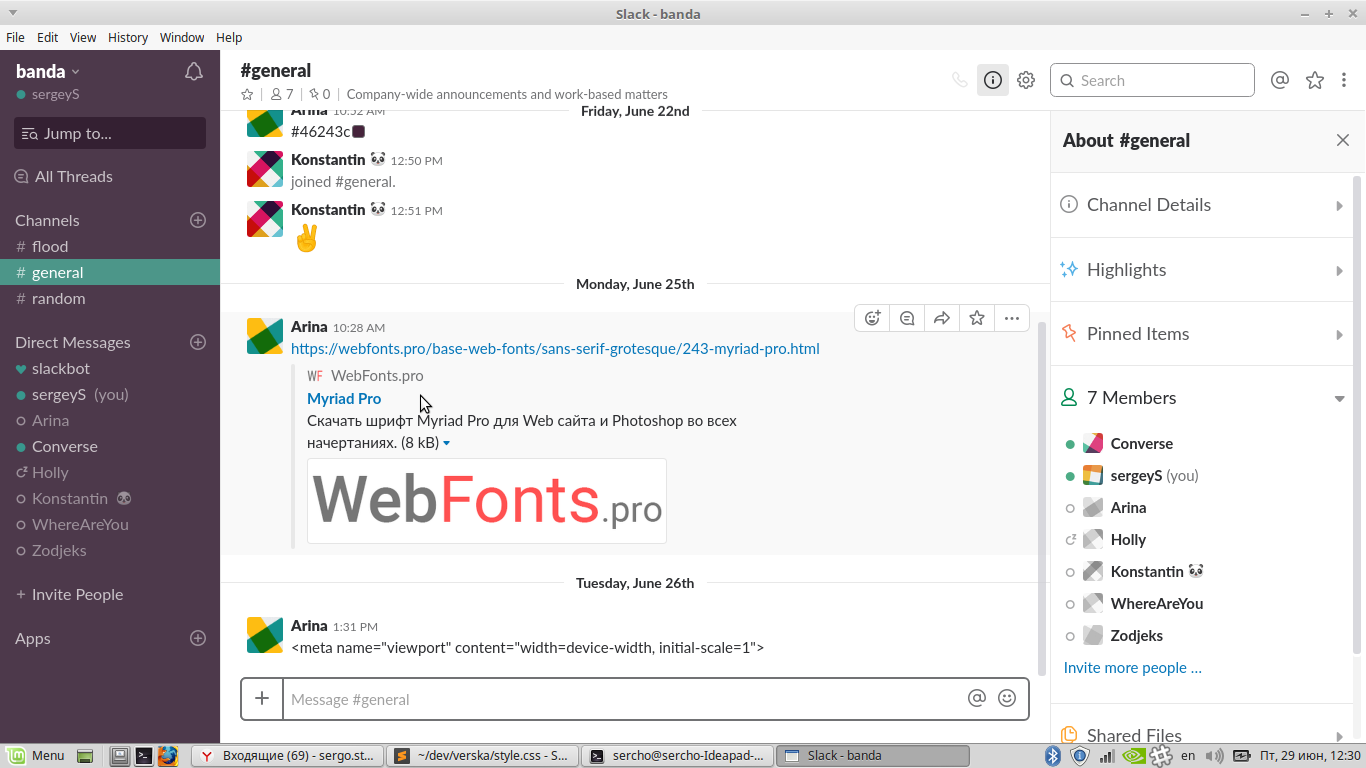 Slack - banda
File Edit View History Window Help
banda
sergeyS
Jump to...
All Threads
Channels
# flood
# general
# random
Direct Messages
slackbot
sergeyS (you)
Arina
Converse
Holly
Konstantin
WhereAreYou
Zodjeks
+ Invite People
Apps
#general
7 0 Company-wide announcements and work-based matters
Search
Friday, June 22nd
Arina 10:52 AM
#46243c
Konstantin 12:50 PM
joined #general.
Konstantin 12:51 PM
Monday, June 25th
Arina 10:28 AM
https://webfonts.pro/base-web-fonts/sans-serif-grotesque/243-myriad-pro.html
WF WebFonts.pro
Myriad Pro
Скачать шрифт Myriad Pro для Web сайта и Photoshop во всех
начертаниях. (8 kB)
WebFonts.pro
Tuesday, June 26th
Arina 1:31 PM
<meta name="viewport" content="width=device-width, initial-scale=1">
Message #general
About #general
Channel Details
Highlights
Pinned Items
7 Members
Converse
sergeyS (you)
Arina
Holly
Konstantin
WhereAreYou
Zodjeks
Invite more people ...
Shared Files
Menu
Входящие (69) - sergo.st...
~/dev/verska/style.css - S...
sercho@sercho-Ideapad-...
Slack - banda
en
Пт, 29 июн, 12:30